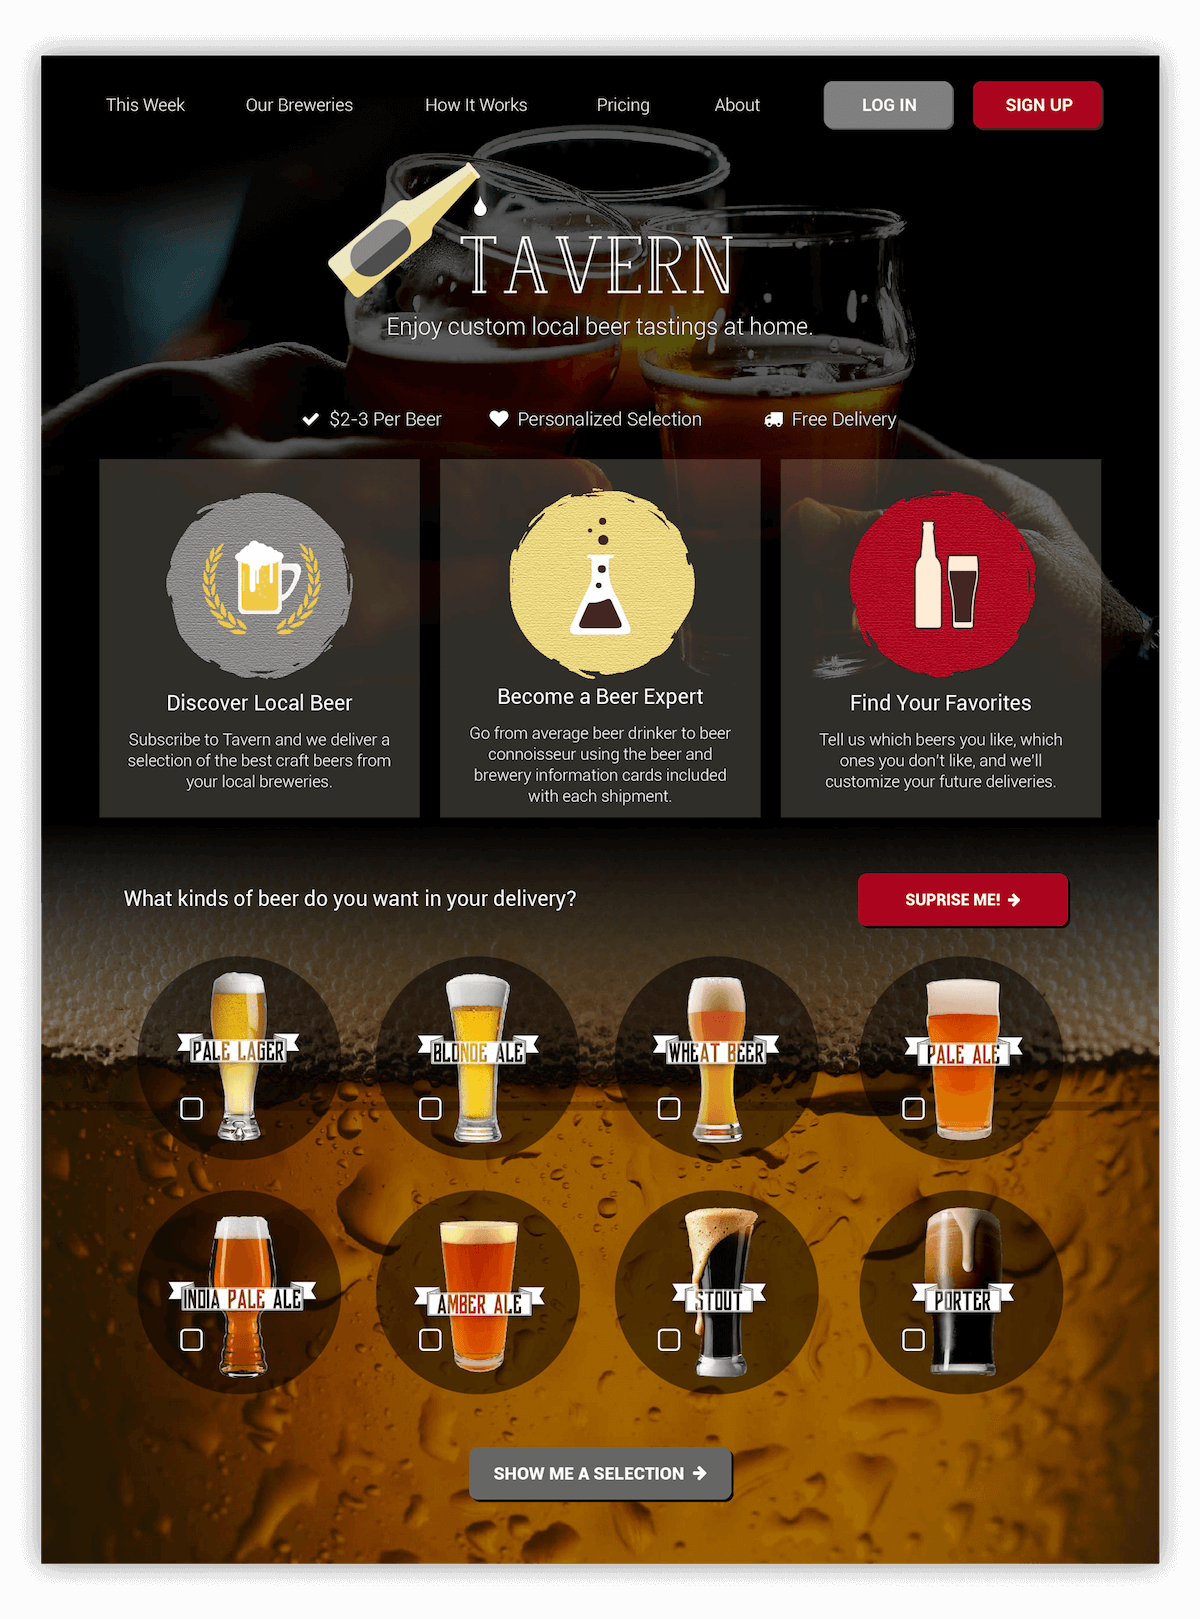 This Week
Our Breweries
How It Works
Pricing
About
LOG IN
SIGN UP
TAVERN
Enjoy custom local beer tastings at home.
$2-3 Per Beer
Personalized Selection
Free Delivery
Discover Local Beer
Subscribe to Tavern and we deliver a
selection of the best craft beers from
your local breweries.
Become a Beer Expert
Go from average beer drinker to beer
connoisseur using the beer and
brewery information cards included
with each shipment.
Find Your Favorites
Tell us which beers you like, which
ones you don't like, and we'll
customize your future deliveries.
What kinds of beer do you want in your delivery?
SUPRISE ME!
PALE LAGER
BLONDE ALE
WHEAT BEER
PALE ALE
INDIA PALE ALE
AMBER ALE
STOUT
PORTER
SHOW ME A SELECTION